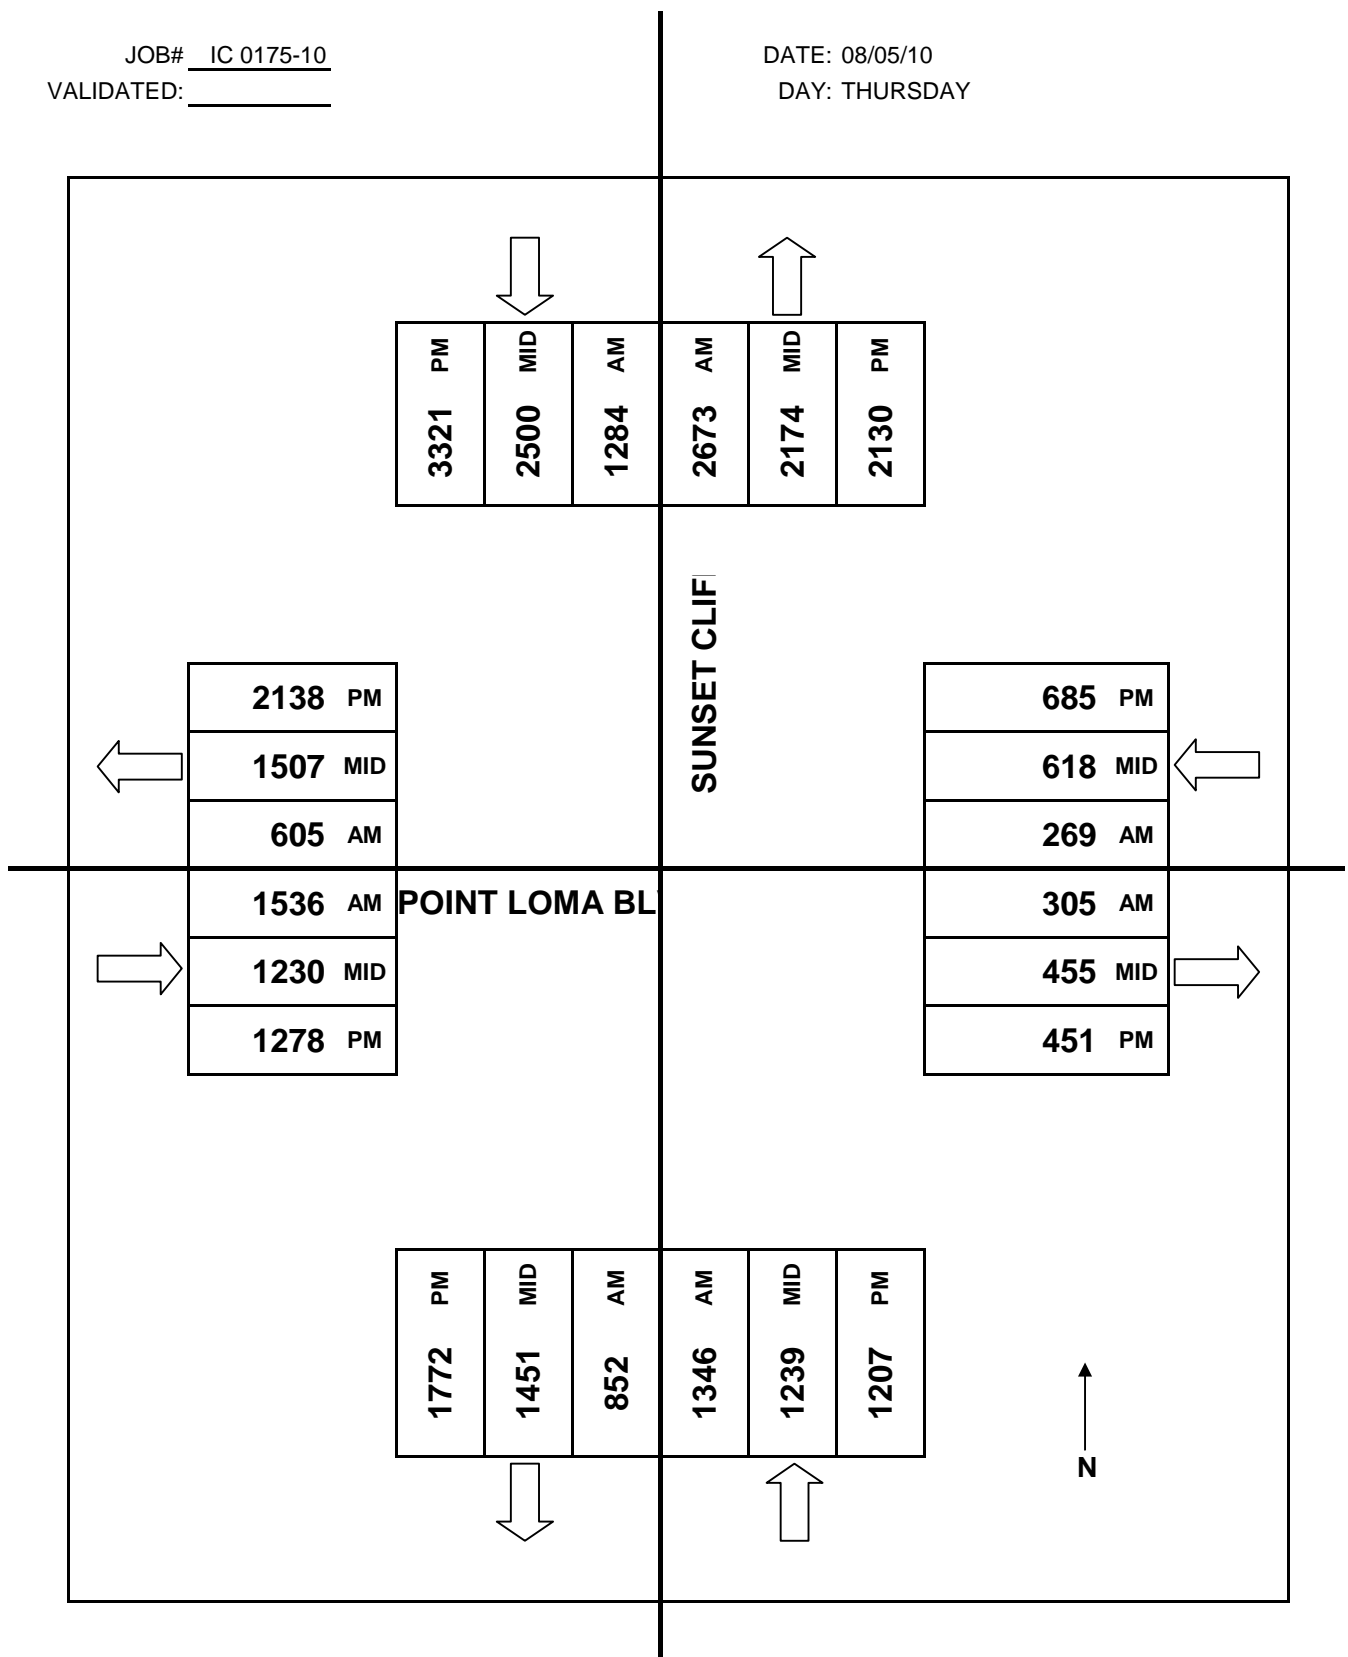 JOB# IC 0175-10 DATE: 08/05/10
VALIDATED: DAY: THURSDAY
PM MID AM AM MID PM
3321 2500 1284 2673 2174 2130
SUNSET CLIF
2138 PM 685 PM
1507 MID 618 MID
605 AM 269 AM
1536 AM POINT LOMA BL 305 AM
1230 MID 455 MID
1278 PM 451 PM
PM MID AM AM MID PM
1772 1451 852 1346 1239 1207
N